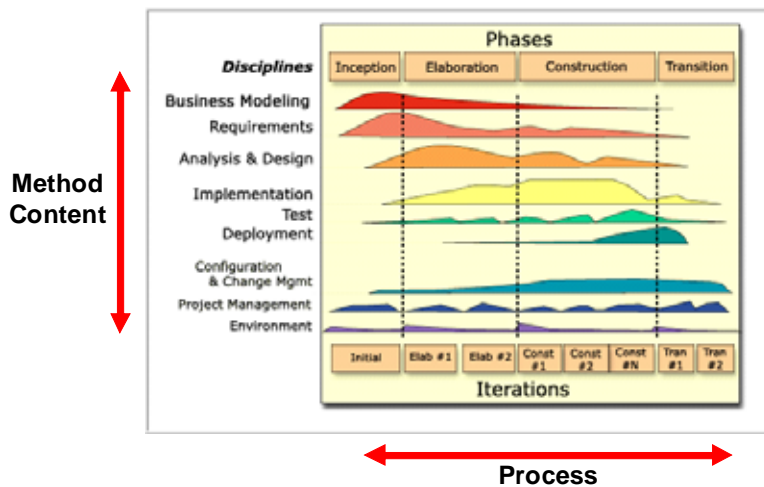 Phases
Disciplines Inception Elaboration Construction Transition
Business Modeling
Requirements
Analysis & Design
Method
Content
Implementation
Test
Deployment
Configuration
& Change Mgmt
Project Management
Environment
Initial Elab #1 Elab #2 Const #1 Const #2 Const #N Tran #1 Tran #2
Iterations
Process